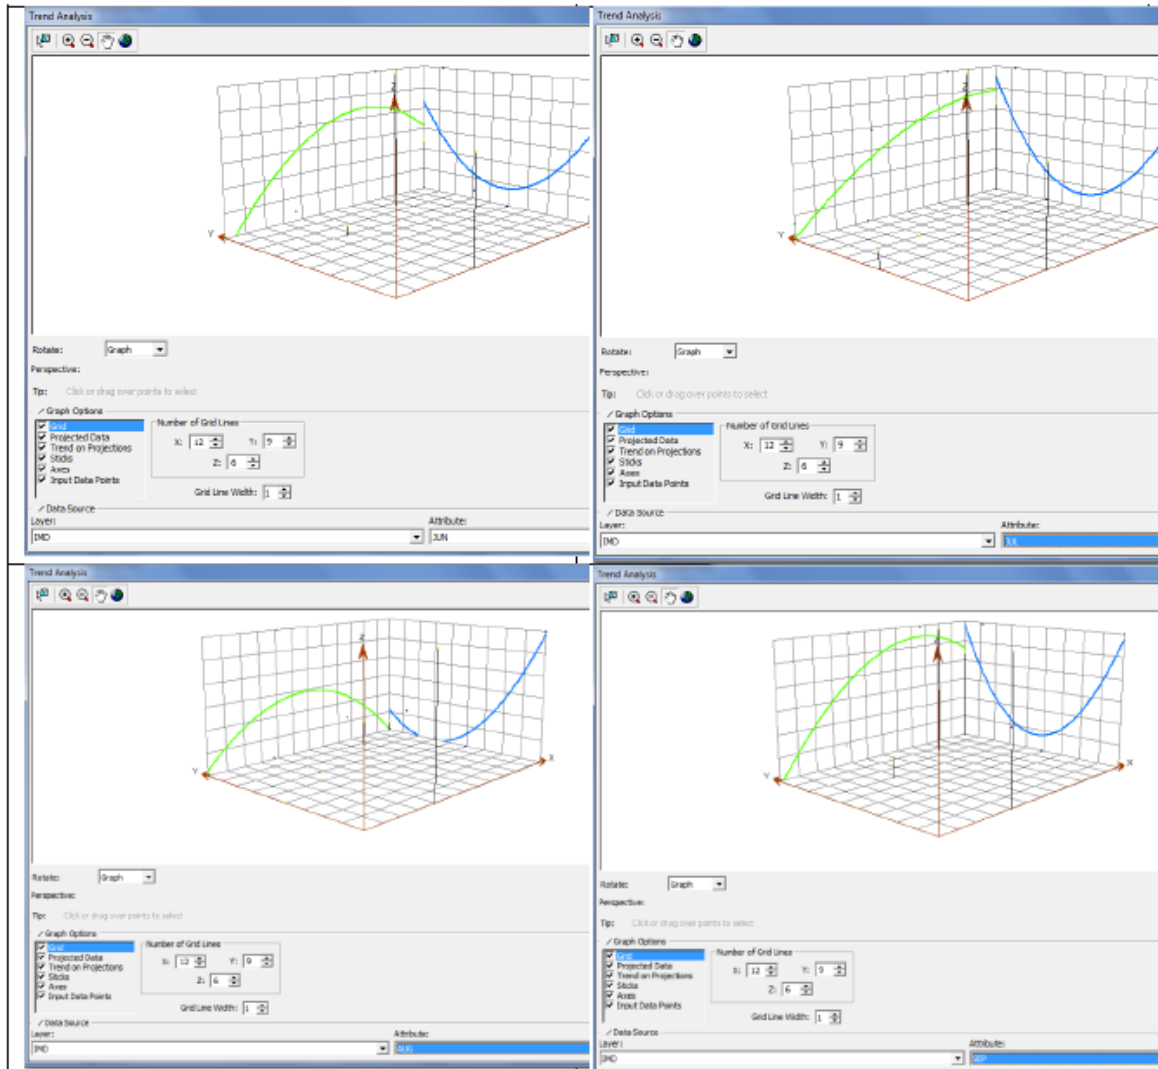 Trend Analysis
Z
Y
Rotate: Graph
Perspective:
Tip: Click or drag over points to select
Graph Options
Grid
Projected Data
Trend on Projections
Sticks
Axes
Input Data Points
Number of Grid Lines
X: 12 Y: 9
Z: 6
Grid Line Width: 1
Data Source
Layer: Attribute:
IMD JUN
Trend Analysis
Z
Y
Rotate: Graph
Perspective:
Tip: Click or drag over points to select
Graph Options
Grid
Projected Data
Trend on Projections
Sticks
Axes
Input Data Points
Number of Grid Lines
X: 12 Y: 9
Z: 6
Grid Line Width: 1
Data Source
Layer: Attribute:
IMD JUL
Trend Analysis
Z
X
Y
Rotate: Graph
Perspective:
Tip: Click or drag over points to select
Graph Options
Grid
Projected Data
Trend on Projections
Sticks
Axes
Input Data Points
Number of Grid Lines
X: 12 Y: 9
Z: 6
Grid Line Width: 1
Data Source
Layer: Attribute:
IMD AUG
Trend Analysis
Z
X
Y
Rotate: Graph
Perspective:
Tip: Click or drag over points to select
Graph Options
Grid
Projected Data
Trend on Projections
Sticks
Axes
Input Data Points
Number of Grid Lines
X: 12 Y: 9
Z: 6
Grid Line Width: 1
Data Source
Layer: Attribute:
IMD SEP